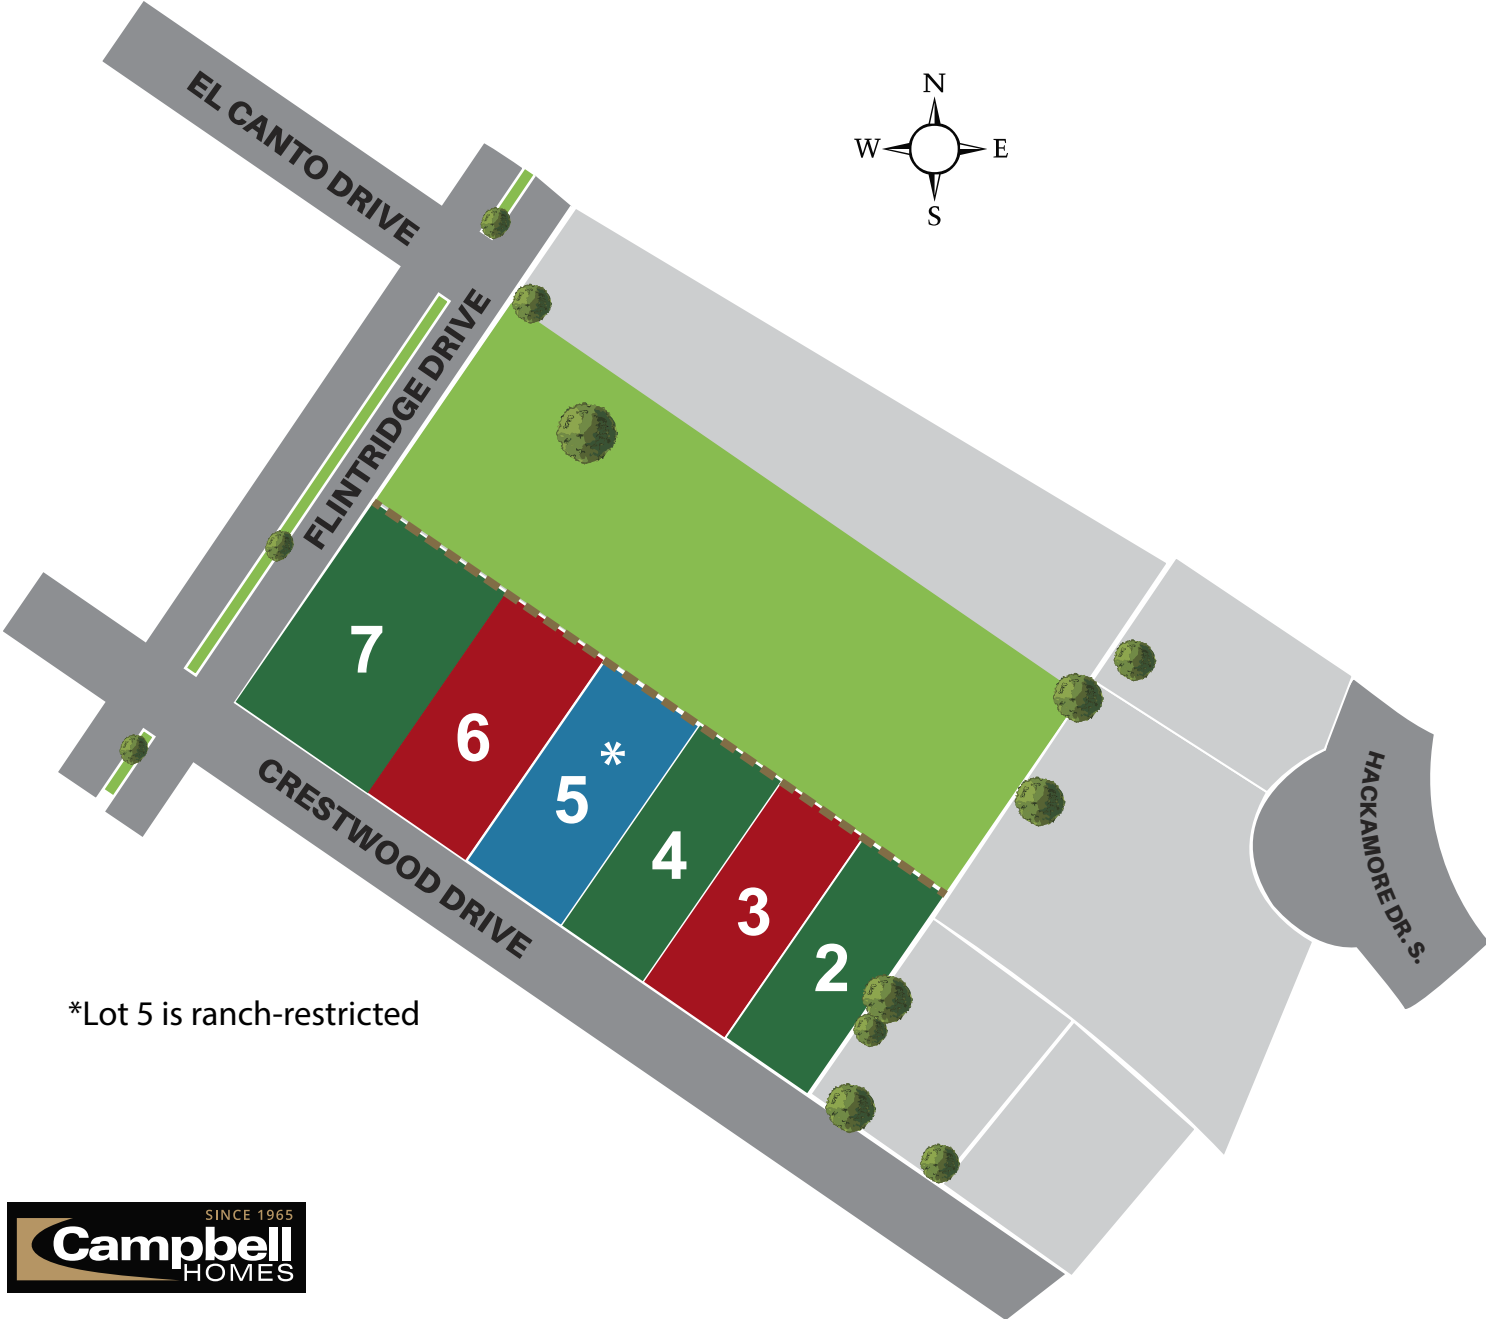 EL CANTO DRIVE
N
W
E
S
FLINTRIDGE DRIVE
7
6
5
*
4
3
2
CRESTWOOD DRIVE
HACKAMORE DR. S.
*Lot 5 is ranch-restricted
SINCE 1965
Campbell
HOMES